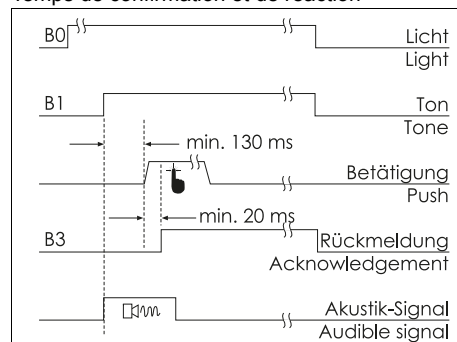 Temps de confirmation et de réaction
B0
Licht
Light
B1
Ton
Tone
min. 130 ms
Betätigung
Push
min. 20 ms
B3
Rückmeldung
Acknowledgement
Akustik-Signal
Audible signal